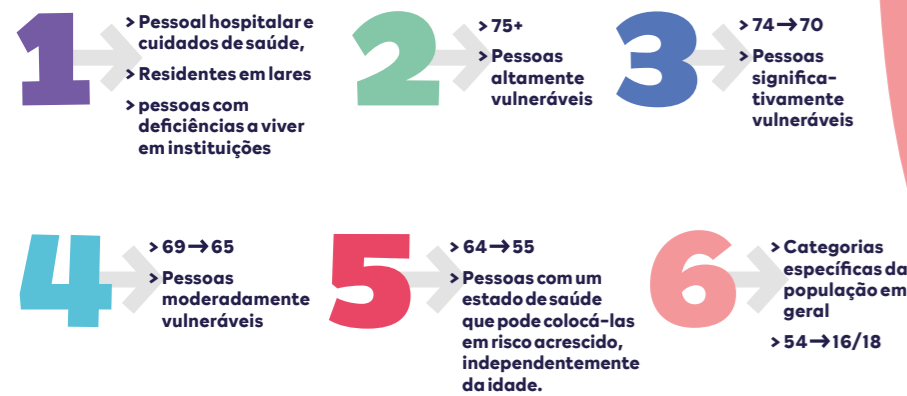 1
> Pessoal hospitalar e
cuidados de saúde,
> Residentes em lares
> pessoas com
deficiências a viver
em instituições
2
> 75+
> Pessoas
altamente
vulneráveis
3
> 74→70
> Pessoas
significa-
tivamente
vulneráveis
4
> 69→65
> Pessoas
moderadamente
vulneráveis
5
> 64→55
> Pessoas com um
estado de saúde
que pode colocá-las
em risco acrescido,
independentemente
da idade.
6
> Categorias
específicas da
população em
geral
> 54→16/18